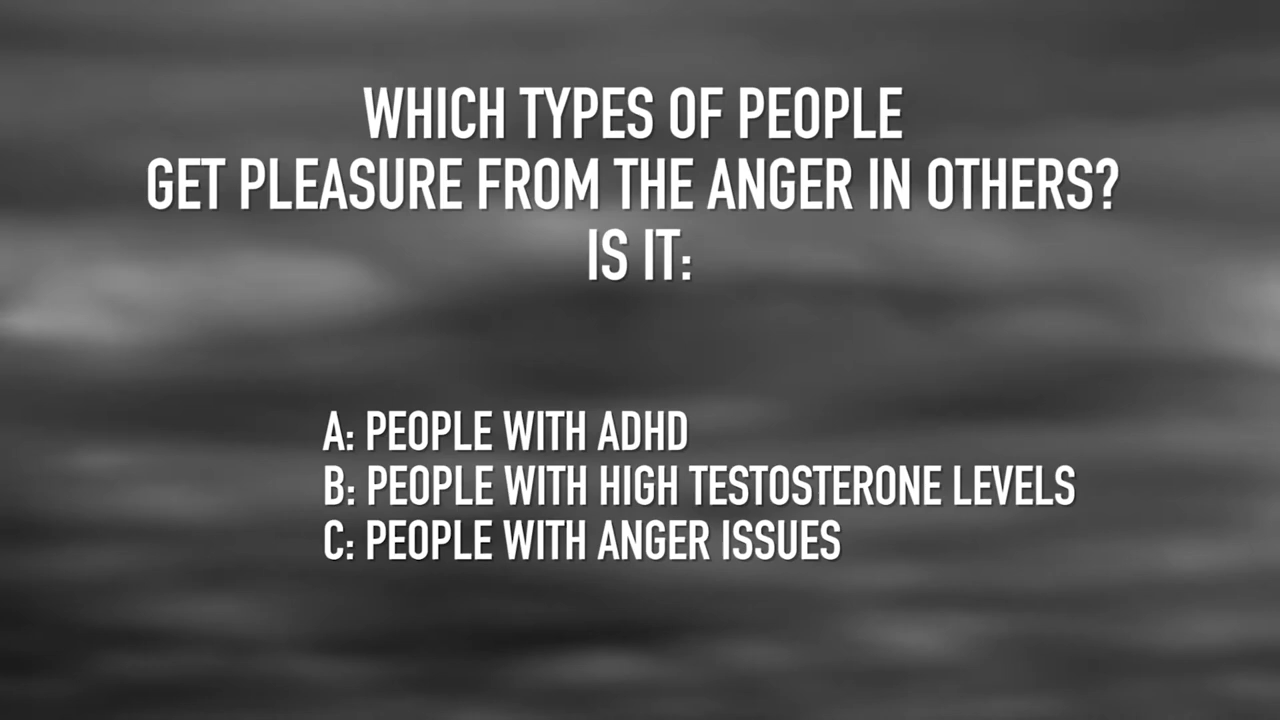 WHICH TYPES OF PEOPLE
GET PLEASURE FROM THE ANGER IN OTHERS?
IS IT:
A: PEOPLE WITH ADHD
B: PEOPLE WITH HIGH TESTOSTERONE LEVELS
C: PEOPLE WITH ANGER ISSUES